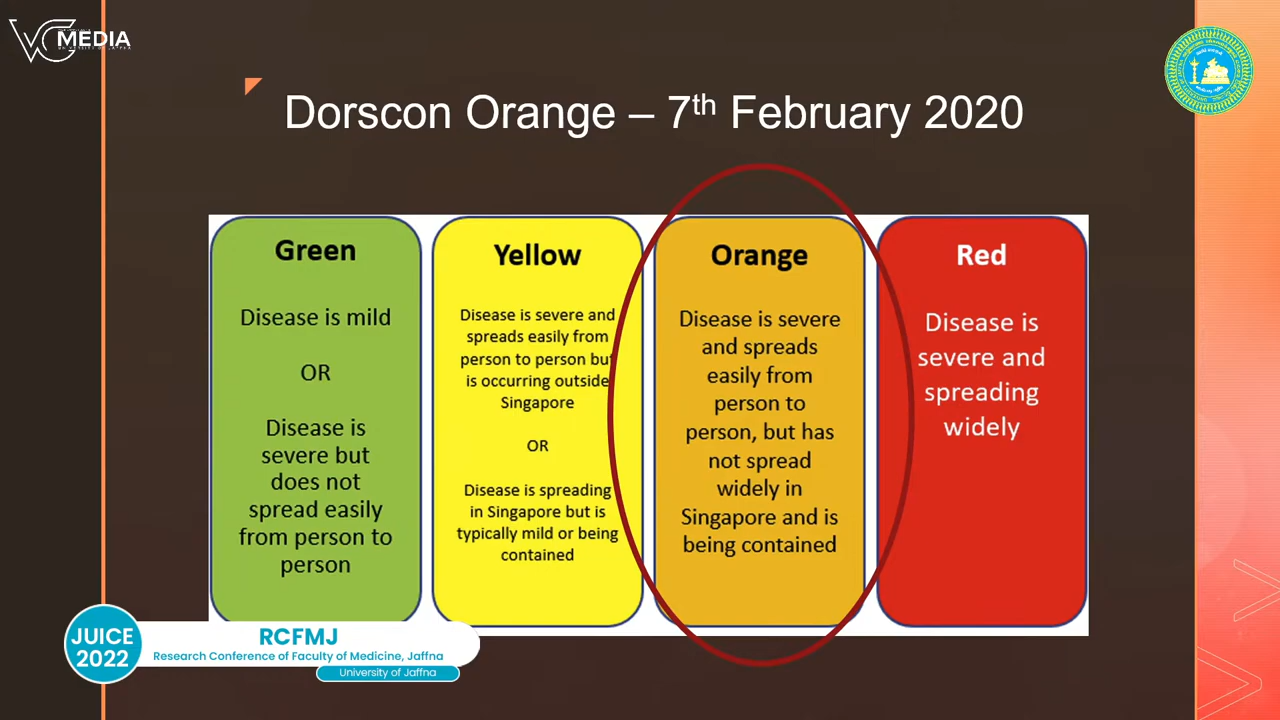 VC MEDIA
UNIVERSITY OF JAFFNA
Dorscon Orange – 7th February 2020
Green
Disease is mild
OR
Disease is
severe but
does not
spread easily
from person to
person
Yellow
Disease is severe and
spreads easily from
person to person but
is occurring outside
Singapore
OR
Disease is spreading
in Singapore but is
typically mild or being
contained
Orange
Disease is severe
and spreads
easily from
person to
person, but has
not spread
widely in
Singapore and is
being contained
Red
Disease is
severe and
spreading
widely
JUICE
2022
RCFMJ
Research Conference of Faculty of Medicine, Jaffna
University of Jaffna